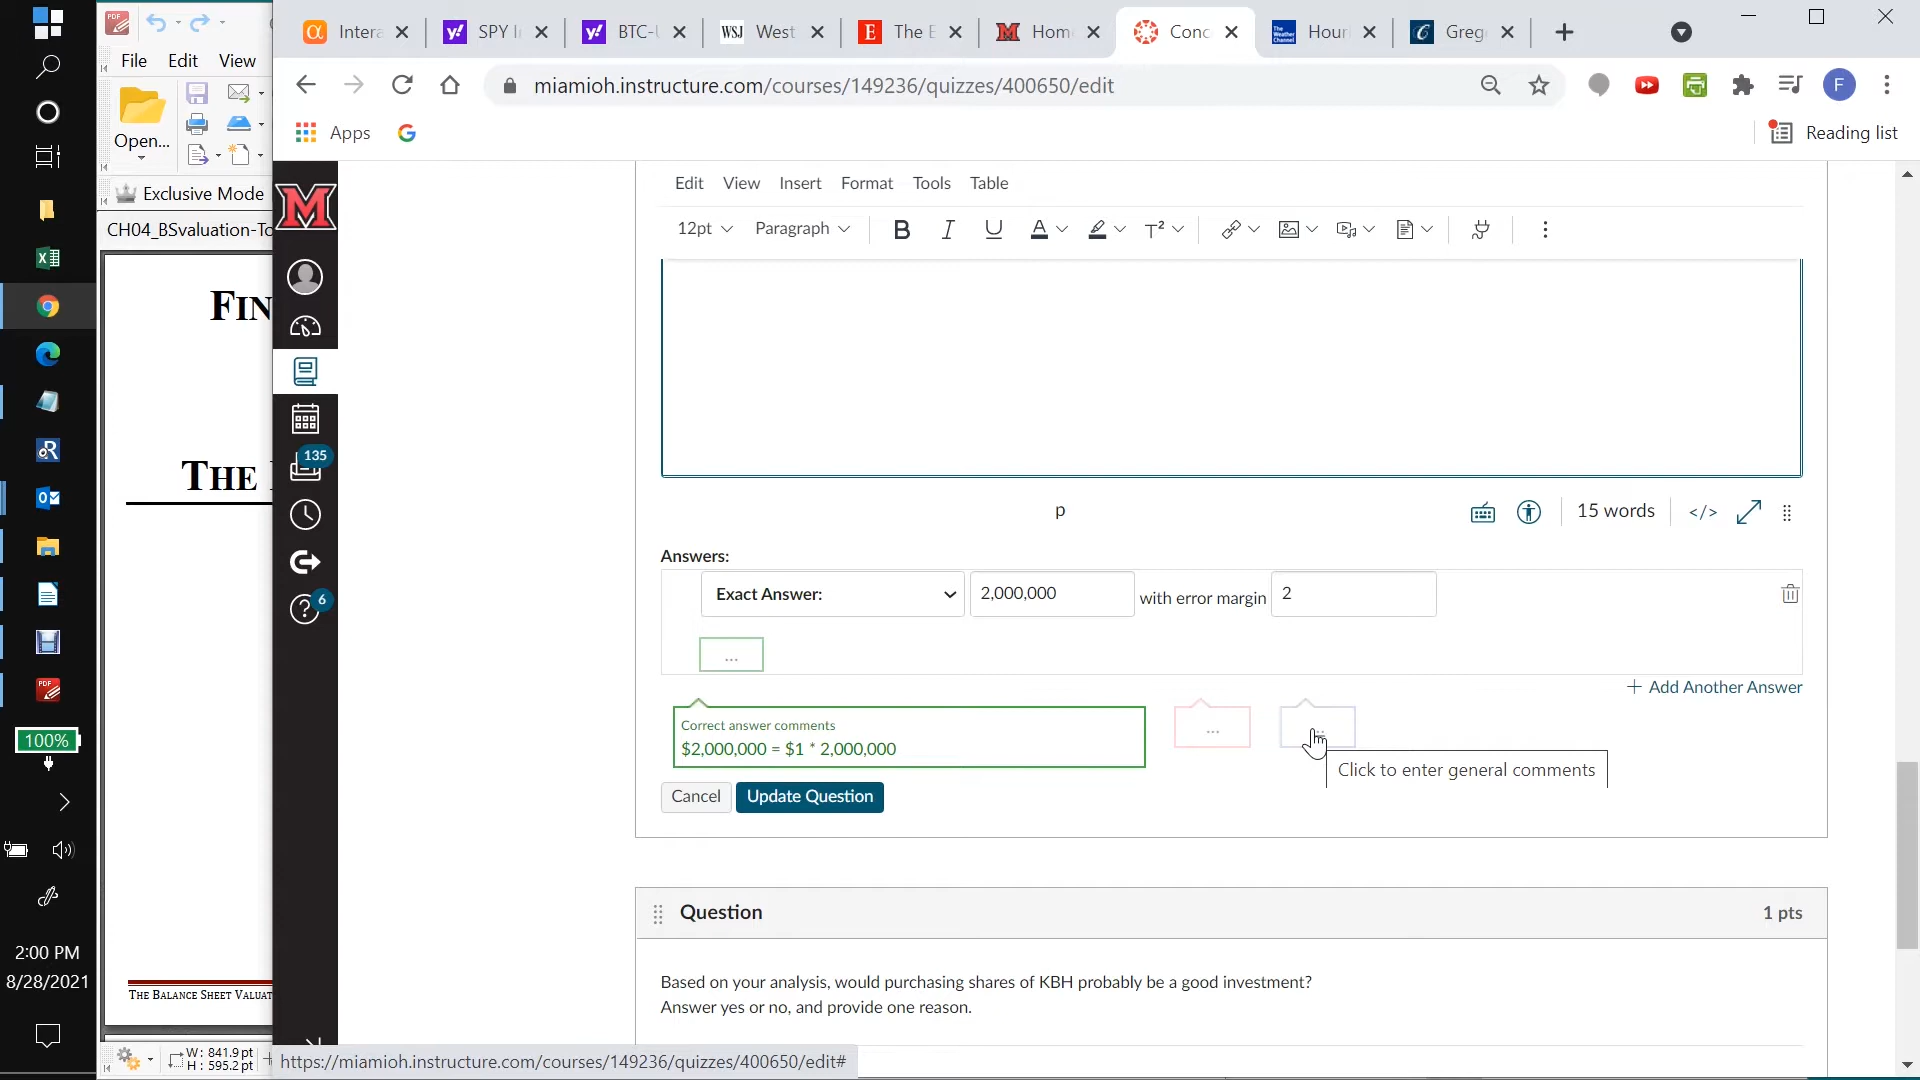 Intera
SPY I
BTC-U
WSJ
West
The E
Hom
Conc
Hour
Greg
miamioh.instructure.com/courses/149236/quizzes/400650/edit
F
Apps
Reading list
PDF
File
Edit
View
Open...
Exclusive Mode
CH04_BSvaluation-To
FIN
THE
THE BALANCE SHEET VALUAT
W: 841.9 pt
H: 595.2 pt
135
6
Edit
View
Insert
Format
Tools
Table
12pt
Paragraph
p
15 words
</>
Answers:
Exact Answer:
2,000,000
with error margin
2
...
+ Add Another Answer
Correct answer comments
$2,000,000 = $1 * 2,000,000
...
...
Click to enter general comments
Cancel
Update Question
Question
1 pts
Based on your analysis, would purchasing shares of KBH probably be a good investment?
Answer yes or no, and provide one reason.
https://miamioh.instructure.com/courses/149236/quizzes/400650/edit#
100%
2:00 PM
8/28/2021